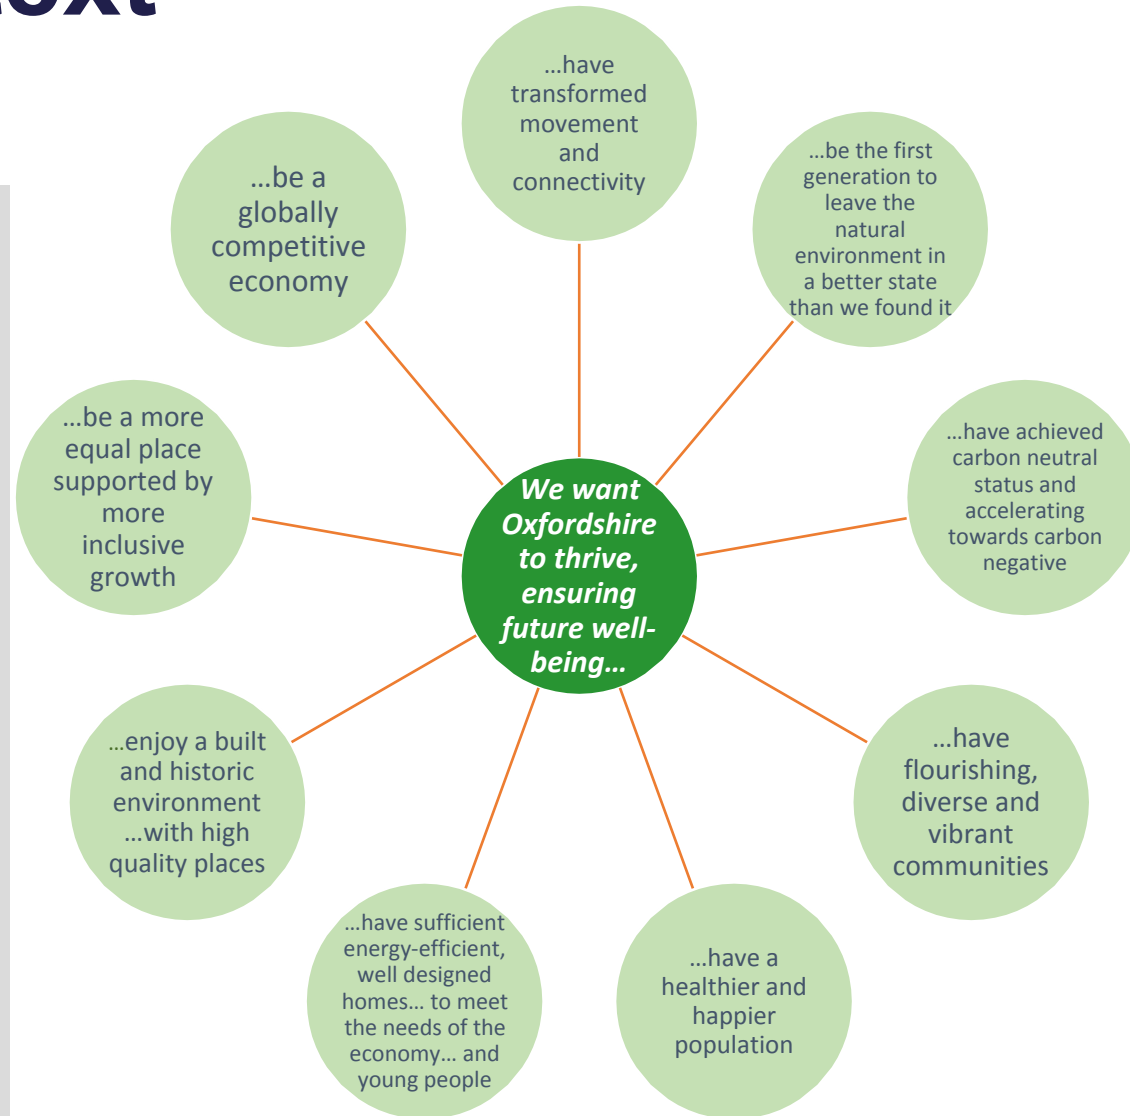 …have
transformed
movement
and
connectivity
…be the first
generation to
leave the
natural
environment in
a better state
than we found it
…have achieved
carbon neutral
status and
accelerating
towards carbon
negative
…have
flourishing,
diverse and
vibrant
communities
…have a
healthier and
happier
population
…have sufficient
energy-efficient,
well designed
homes… to meet
the needs of the
economy… and
young people
…enjoy a built
and historic
environment
…with high
quality places
…be a more
equal place
supported by
more
inclusive
growth
…be a
globally
competitive
economy
We want
Oxfordshire
to thrive,
ensuring
future well-
being…